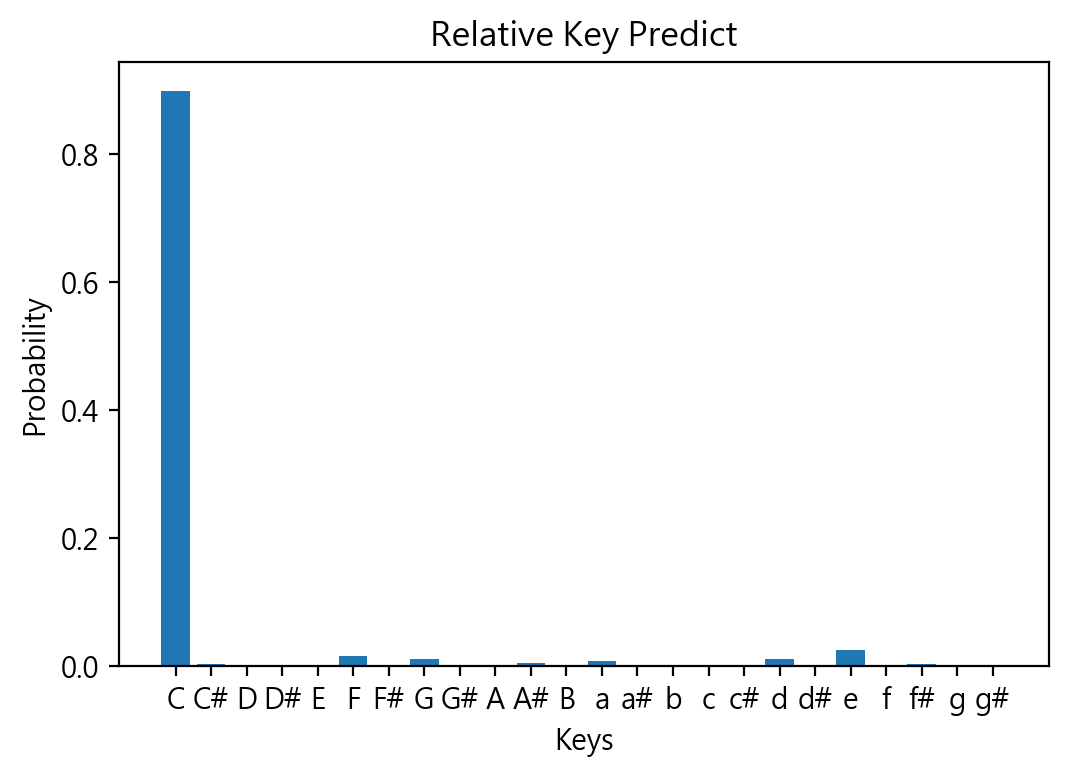 Relative Key Predict
Probability
0.8
0.6
0.4
0.2
0.0
C C# D D# E F F# G G# A A# B a a# b c c# d d# e f f# g g#
Keys